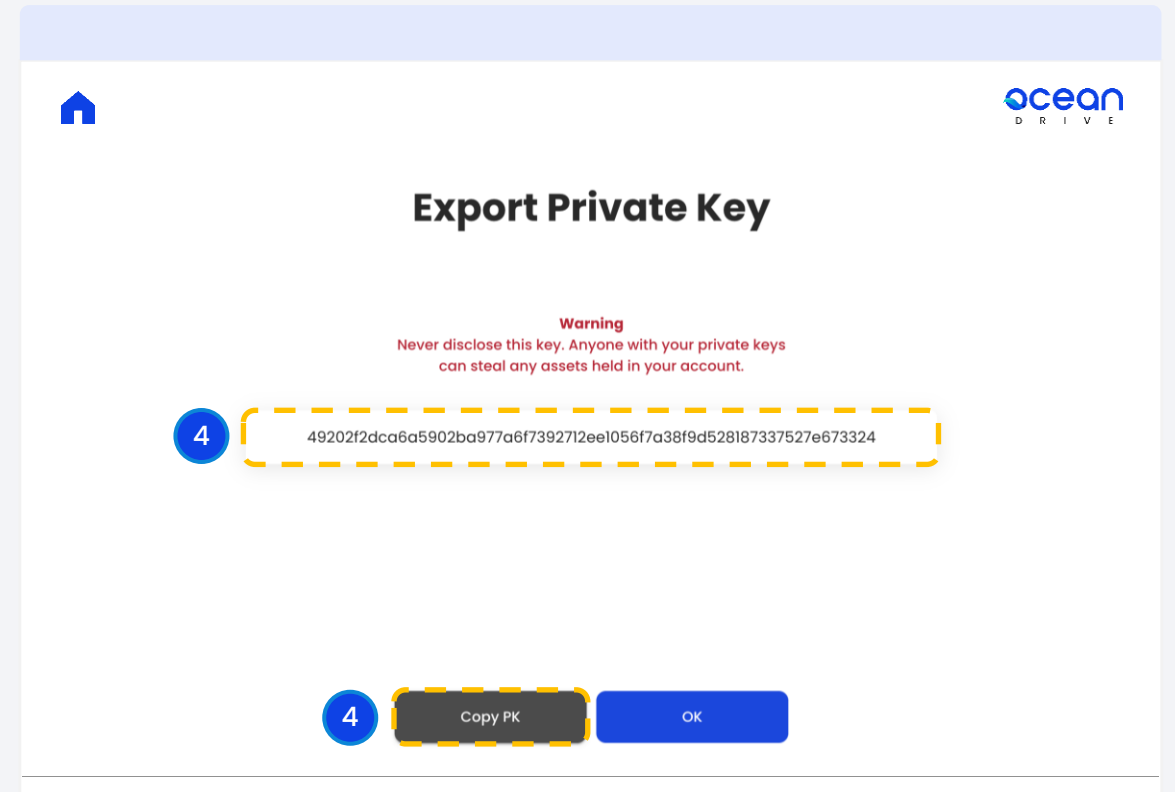 ocean
DRIVE
Export Private Key
Warning
Never disclose this key. Anyone with your private keys
can steal any assets held in your account.
4
49202f2dca6a5902ba977a6f7392712ee1056f7a38f9d528187337527e673324
4
Copy PK
OK